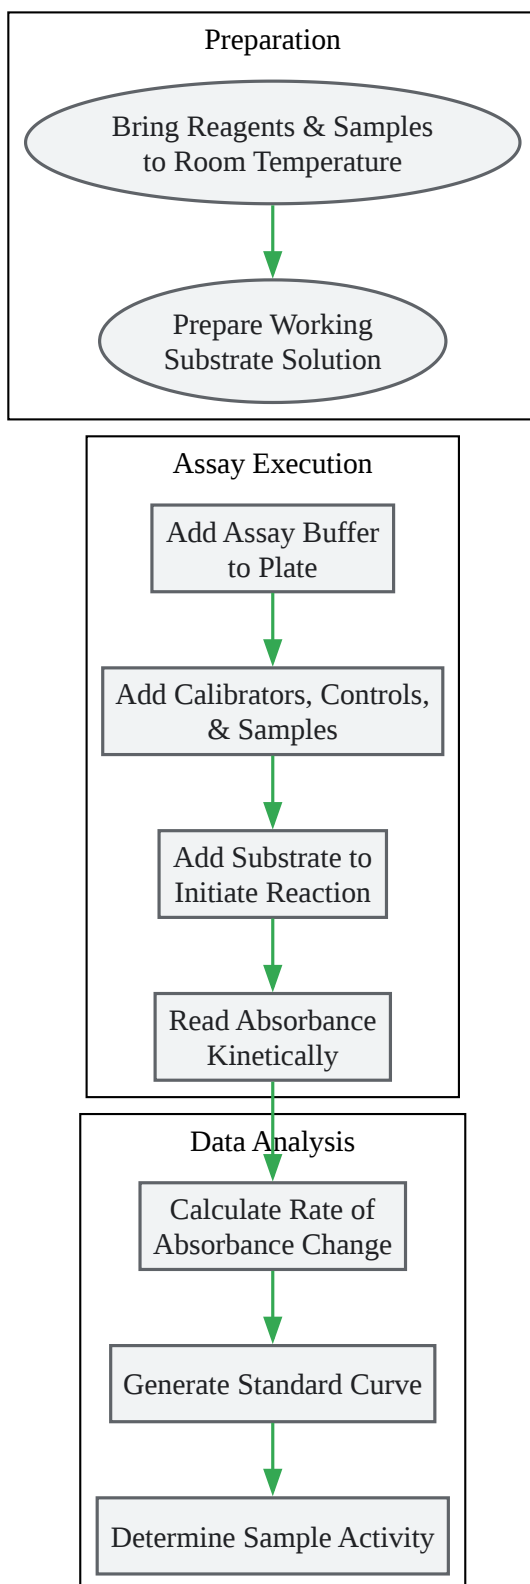 Preparation
Bring Reagents & Samples
to Room Temperature
Prepare Working
Substrate Solution
Assay Execution
Add Assay Buffer
to Plate
Add Calibrators, Controls,
& Samples
Add Substrate to
Initiate Reaction
Read Absorbance
Kinetically
Data Analysis
Calculate Rate of
Absorbance Change
Generate Standard Curve
Determine Sample Activity